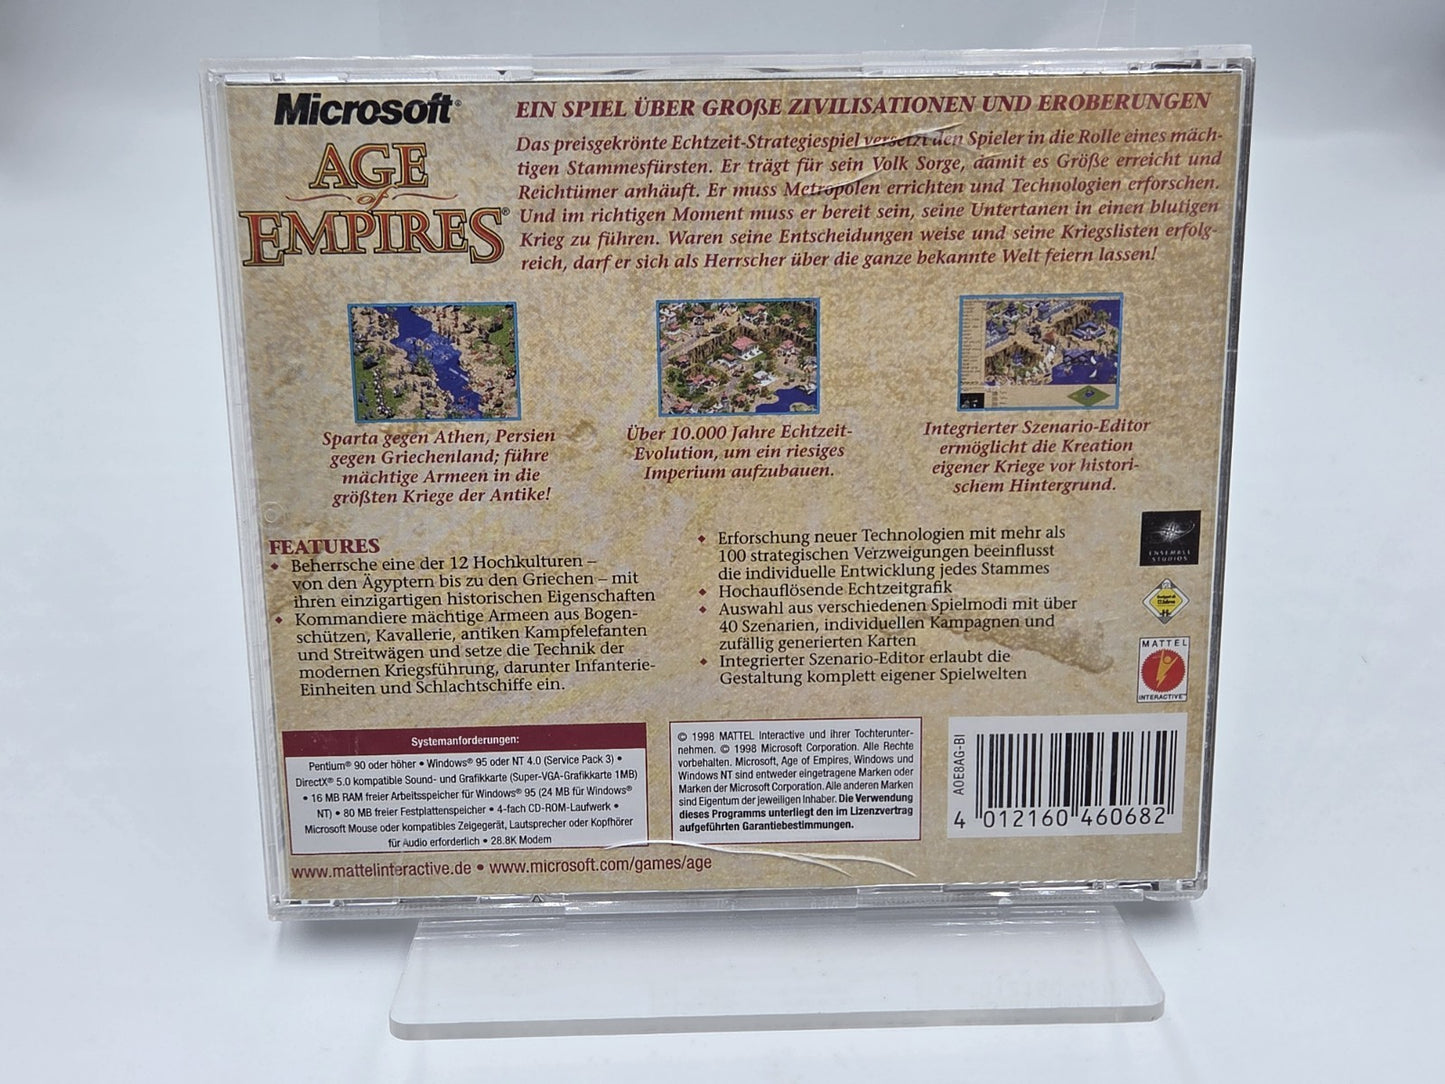 Microsoft®
AGE
of
EMPIRES®
EIN SPIEL ÜBER GROßE ZIVILISATIONEN UND EROBERUNGEN
Das preisgekrönte Echtzeit-Strategiespiel versetzt den Spieler in die Rolle eines mäch-
tigen Stammesfürsten. Er trägt für sein Volk Sorge, damit es Größe erreicht und
Reichtümer anhäuft. Er muss Metropolen errichten und Technologien erforschen.
Und im richtigen Moment muss er bereit sein, seine Untertanen in einen blutigen
Krieg zu führen. Waren seine Entscheidungen weise und seine Kriegslisten erfolg-
reich, darf er sich als Herrscher über die ganze bekannte Welt feiern lassen!
Sparta gegen Athen, Persien
gegen Griechenland; führe
mächtige Armeen in die
größten Kriege der Antike!
Über 10.000 Jahre Echtzeit-
Evolution, um ein riesiges
Imperium aufzubauen.
Integrierter Szenario-Editor
ermöglicht die Kreation
eigener Kriege vor histori-
schem Hintergrund.
FEATURES
Beherrsche eine der 12 Hochkulturen –
von den Ägyptern bis zu den Griechen – mit
ihren einzigartigen historischen Eigenschaften
Kommandiere mächtige Armeen aus Bogen-
schützen, Kavallerie, antiken Kampfelefanten
und Streitwägen und setze die Technik der
modernen Kriegsführung, darunter Infanterie-
Einheiten und Schlachtschiffe ein.
Erforschung neuer Technologien mit mehr als
100 strategischen Verzweigungen beeinflusst
die individuelle Entwicklung jedes Stammes
Hochauflösende Echtzeitgrafik
Auswahl aus verschiedenen Spielmodi mit über
40 Szenarien, individuellen Kampagnen und
zufällig generierten Karten
Integrierter Szenario-Editor erlaubt die
Gestaltung komplett eigener Spielwelten
ENSEMBLE
STUDIOS
MATTEL
INTERACTIVE™
Systemanforderungen:
Pentium® 90 oder höher • Windows® 95 oder NT 4.0 (Service Pack 3) •
DirectX® 5.0 kompatible Sound- und Grafikkarte (Super-VGA-Grafikkarte 1MB)
• 16 MB RAM freier Arbeitsspeicher für Windows® 95 (24 MB für Windows®
NT) • 80 MB freier Festplattenspeicher • 4-fach CD-ROM-Laufwerk •
Microsoft Mouse oder kompatibles Zeigegerät, Lautsprecher oder Kopfhörer
für Audio erforderlich • 28.8K Modem
© 1998 MATTEL Interactive und ihrer Tochterunter-
nehmen. © 1998 Microsoft Corporation. Alle Rechte
vorbehalten. Microsoft, Age of Empires, Windows und
Windows NT sind entweder eingetragene Marken oder
Marken der Microsoft Corporation. Alle anderen Marken
sind Eigentum der jeweiligen Inhaber. Die Verwendung
dieses Programms unterliegt den im Lizenzvertrag
aufgeführten Garantiebestimmungen.
AOE8AG-BI
4 012160 460682
www.mattelinteractive.de • www.microsoft.com/games/age